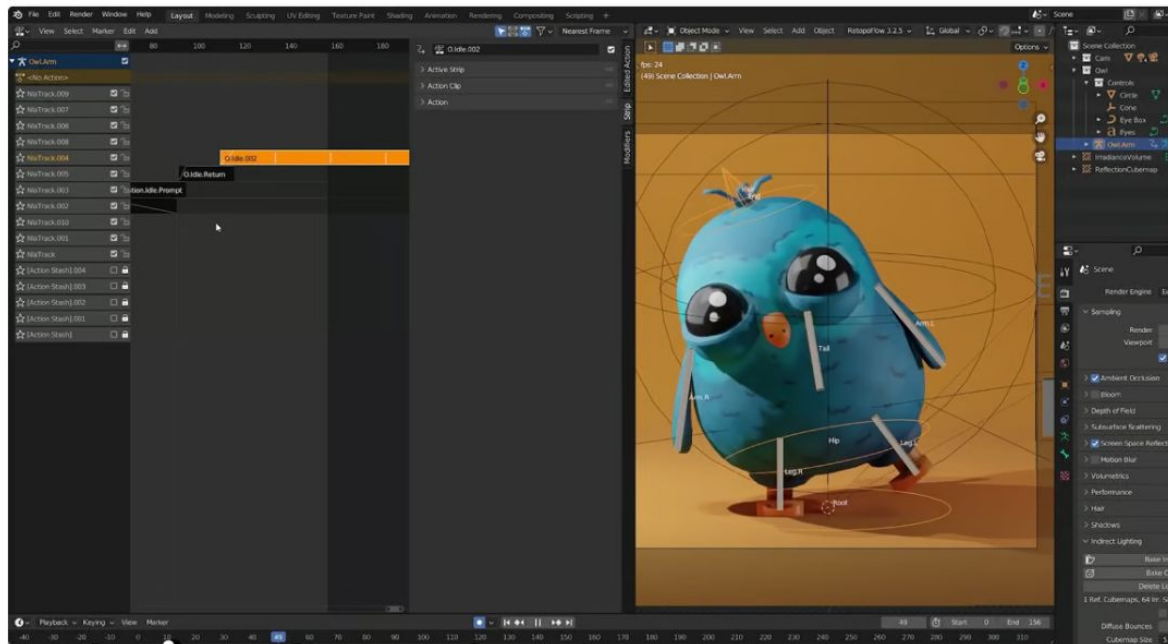 File Edit Render Window Help Layout Modeling Sculpting UV Editing Texture Paint Shading Animation Rendering Compositing Scripting + Scene
View Select Marker Edit Add Nearest Frame Object Mode View Select Add Object RetopoFlow 3.2.5 Global
80 100 120 140 160 180
O.Idle.002
Options
Owl.Arm
<No Action>
NlaTrack.009
NlaTrack.007
NlaTrack.006
NlaTrack.008
NlaTrack.004
NlaTrack.005
NlaTrack.003
NlaTrack.002
NlaTrack.010
NlaTrack.001
NlaTrack
[Action Stash].004
[Action Stash].003
[Action Stash].002
[Action Stash].001
[Action Stash]
O.Idle.002
O.Idle.Return
tion.Idle.Prompt
Active Strip
Action Clip
Action
Edited Action
Strip
Modifiers
fps: 24
(49) Scene Collection | Owl.Arm
Arm.L
Tail
Arm.R
Hip
Leg.L
Leg.R
Root
Scene Collection
Cam
Owl
Controls
Circle
Cone
Eye Box
Eyes
Owl.Arm
IrradianceVolume
ReflectionCubemap
Scene
Render Engine
Sampling
Render
Viewport
Ambient Occlusion
Bloom
Depth of Field
Subsurface Scattering
Screen Space Reflec
Motion Blur
Volumetrics
Performance
Hair
Shadows
Indirect Lighting
Delete Li
Diffuse Bounces
Cubemap Size
Playback Keying View Marker 49 Start 0 End 156
-40 -30 -20 -10 0 10 20 30 40 49 60 70 80 90 100 110 120 130 140 150 160 170 180 190 200 210 220 230 240 250 260 270 280 290 300 310